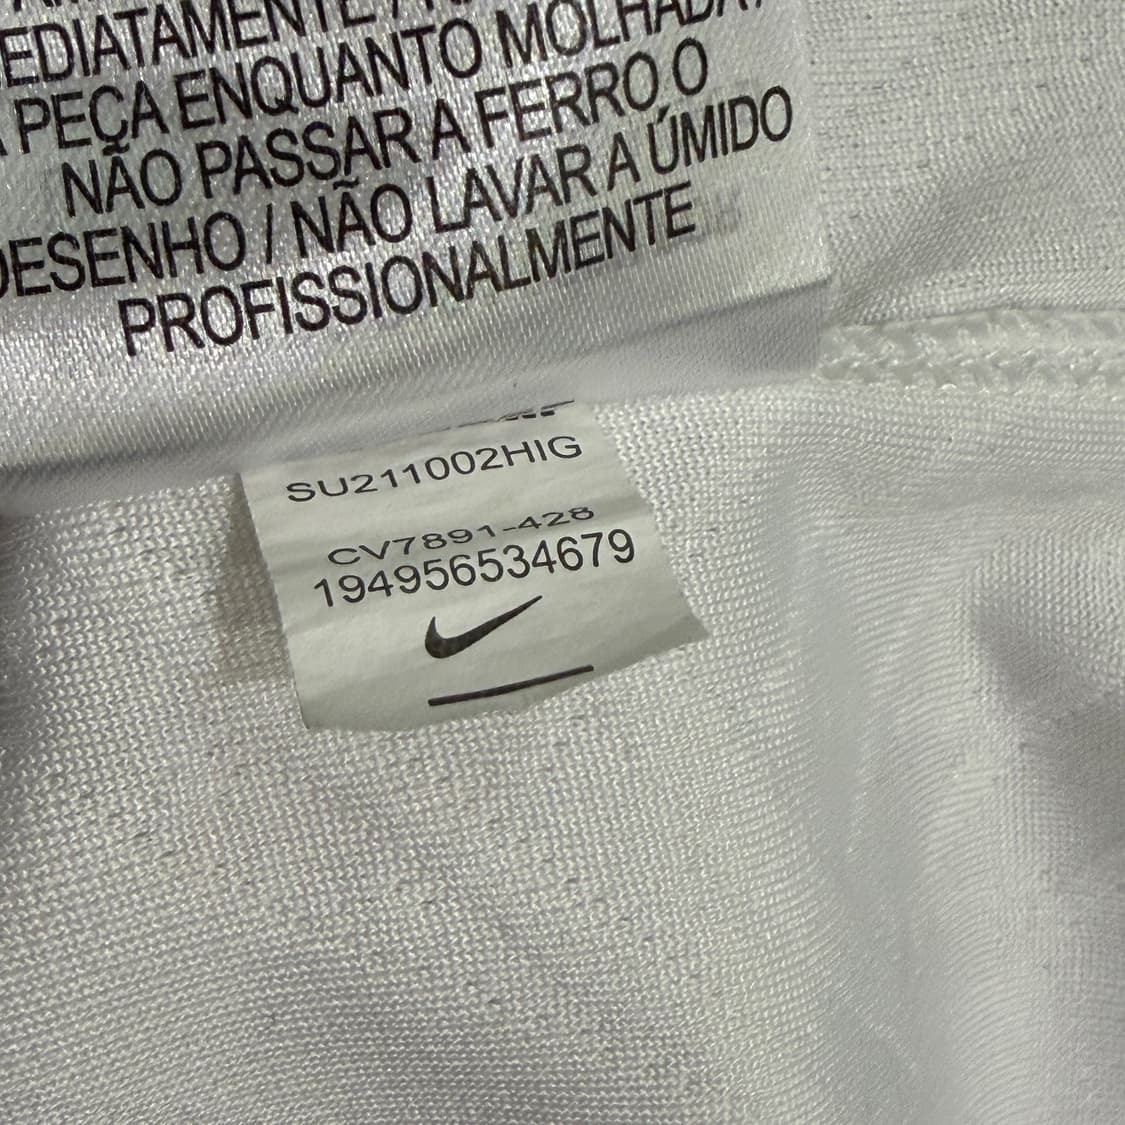 EDIATAMENTE /
PEÇA ENQUANTO MOLHADA.
NÃO PASSAR A FERRO O
DESENHO / NÃO LAVAR A ÚMIDO
PROFISSIONALMENTE
SU211002HIG
CV7891-428
194956534679